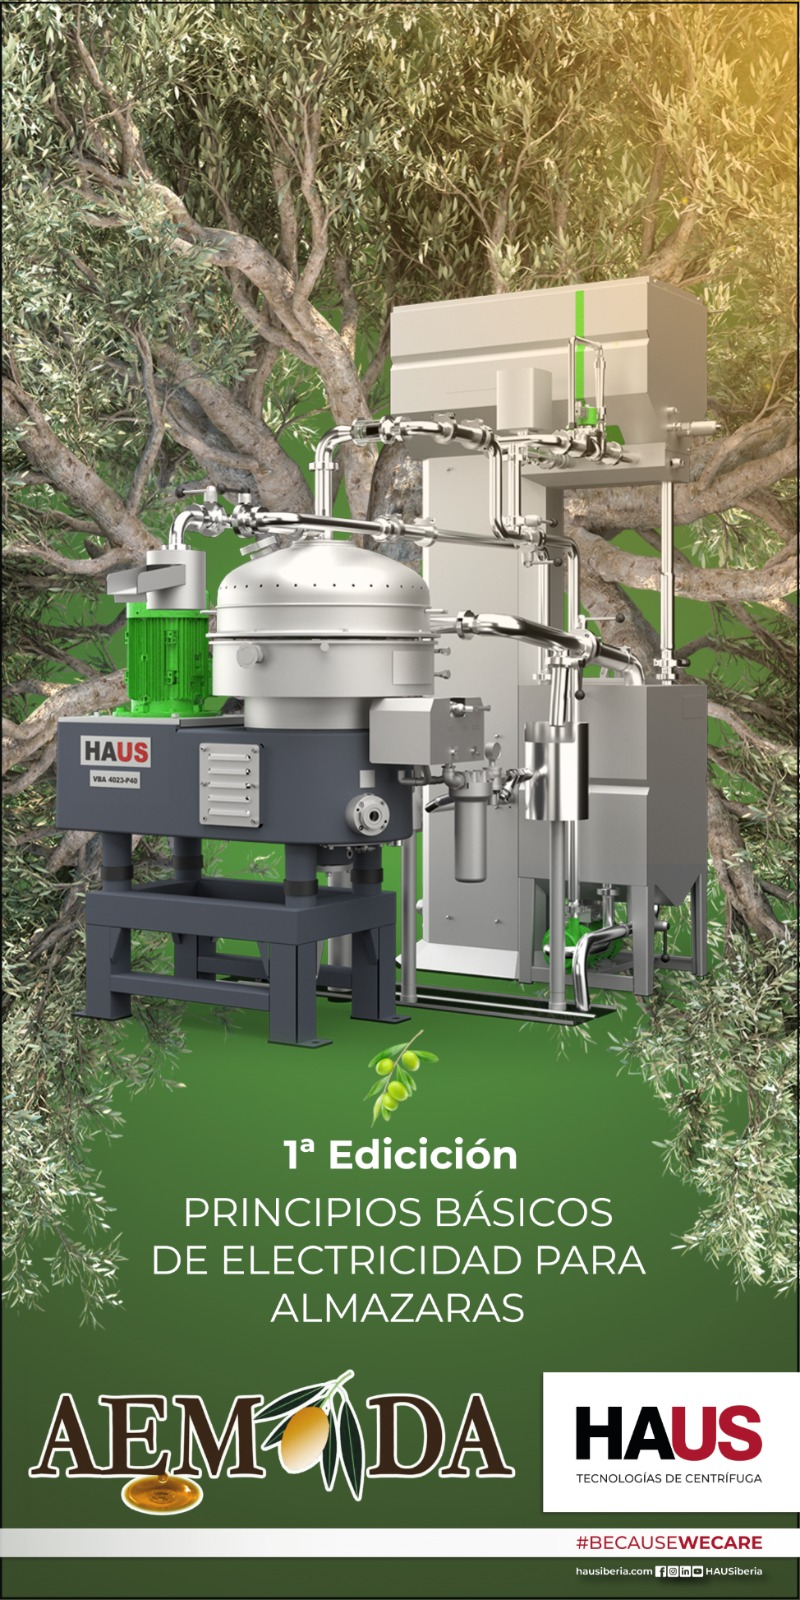 HAUS
VBA 4023-P40
1ª Edicición
PRINCIPIOS BÁSICOS
DE ELECTRICIDAD PARA
ALMAZARAS
AEMODA
HAUS
TECNOLOGÍAS DE CENTRÍFUGA
#BECAUSEWECARE
hausiberia.com HAUSiberia